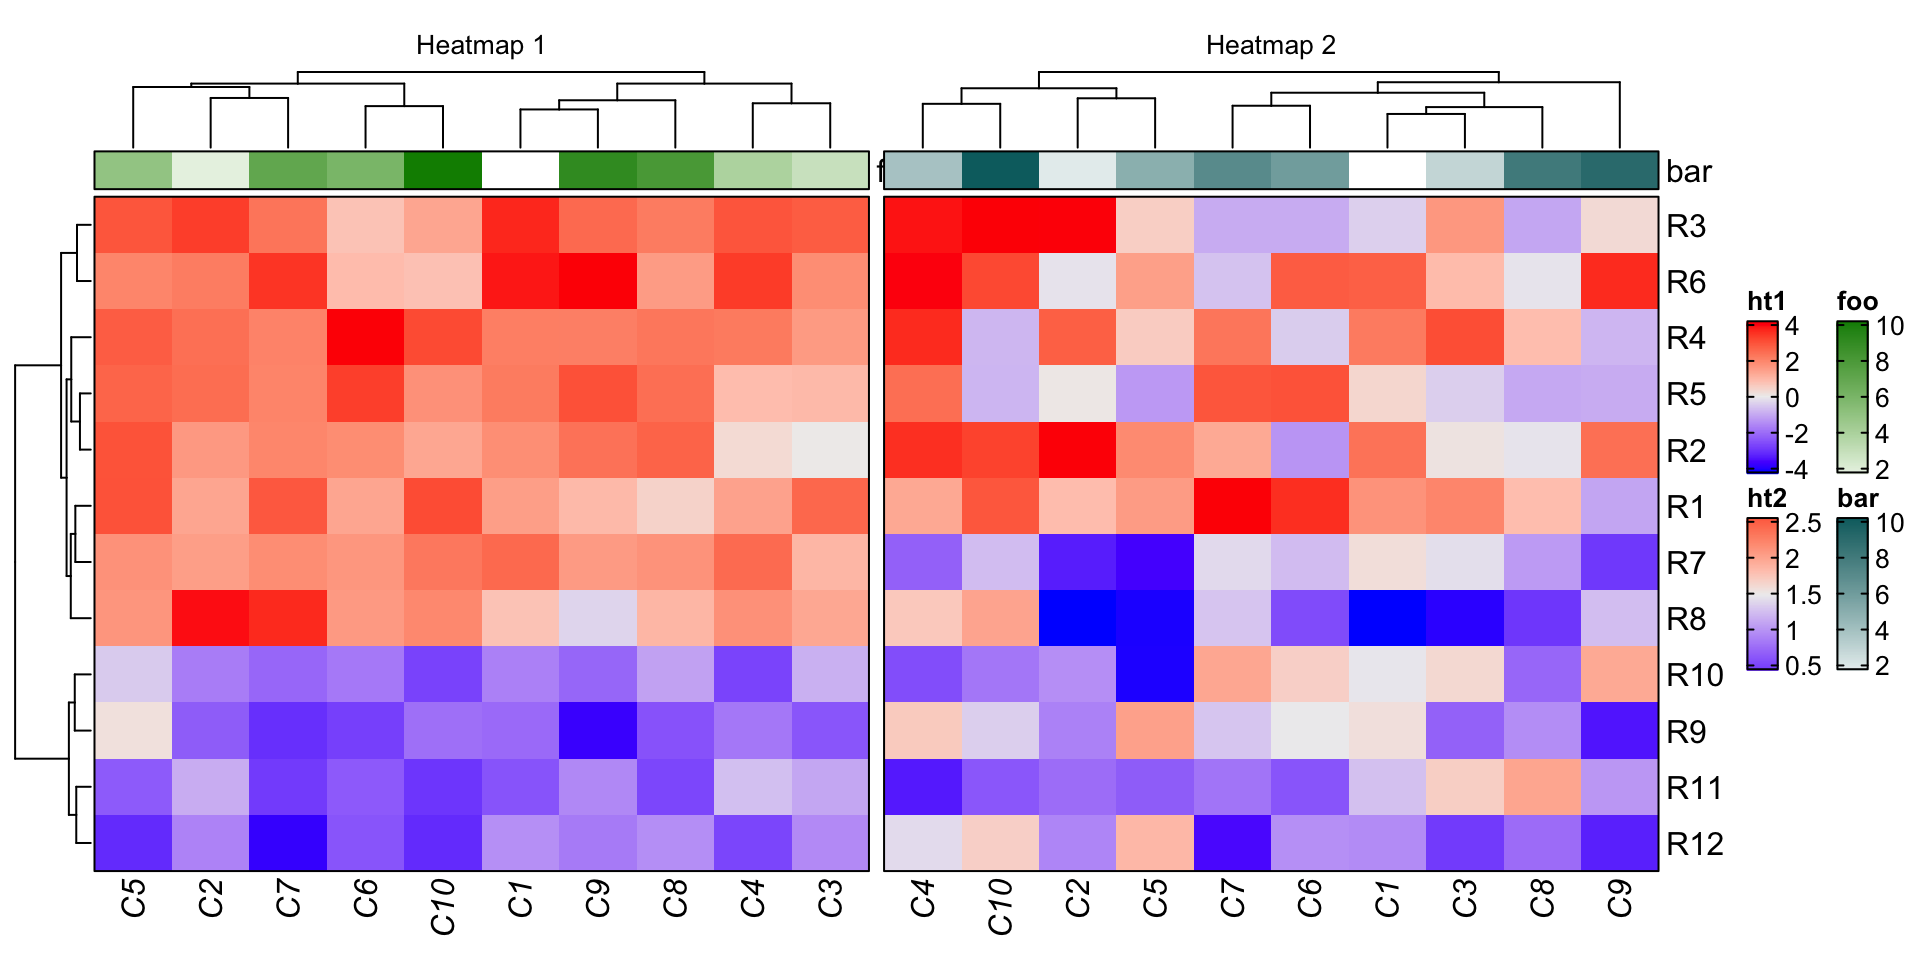 Heatmap 1
Heatmap 2
bar
R3
R6
R4
R5
R2
R1
R7
R8
R10
R9
R11
R12
C5 C2 C7 C6 C10 C1 C9 C8 C4 C3
C4 C10 C2 C5 C7 C6 C1 C3 C8 C9
ht1
4
2
0
-2
-4
foo
10
8
6
4
2
ht2
2.5
2
1.5
1
0.5
bar
10
8
6
4
2